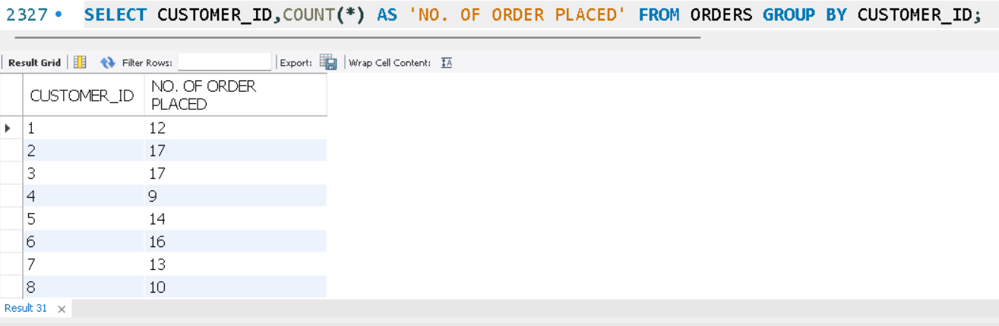 2327 • SELECT CUSTOMER_ID,COUNT(*) AS 'NO. OF ORDER PLACED' FROM ORDERS GROUP BY CUSTOMER_ID;
Result Grid Filter Rows: Export: Wrap Cell Content: IA
CUSTOMER_ID NO. OF ORDER
PLACED
1 12
2 17
3 17
4 9
5 14
6 16
7 13
8 10
Result 31 ×